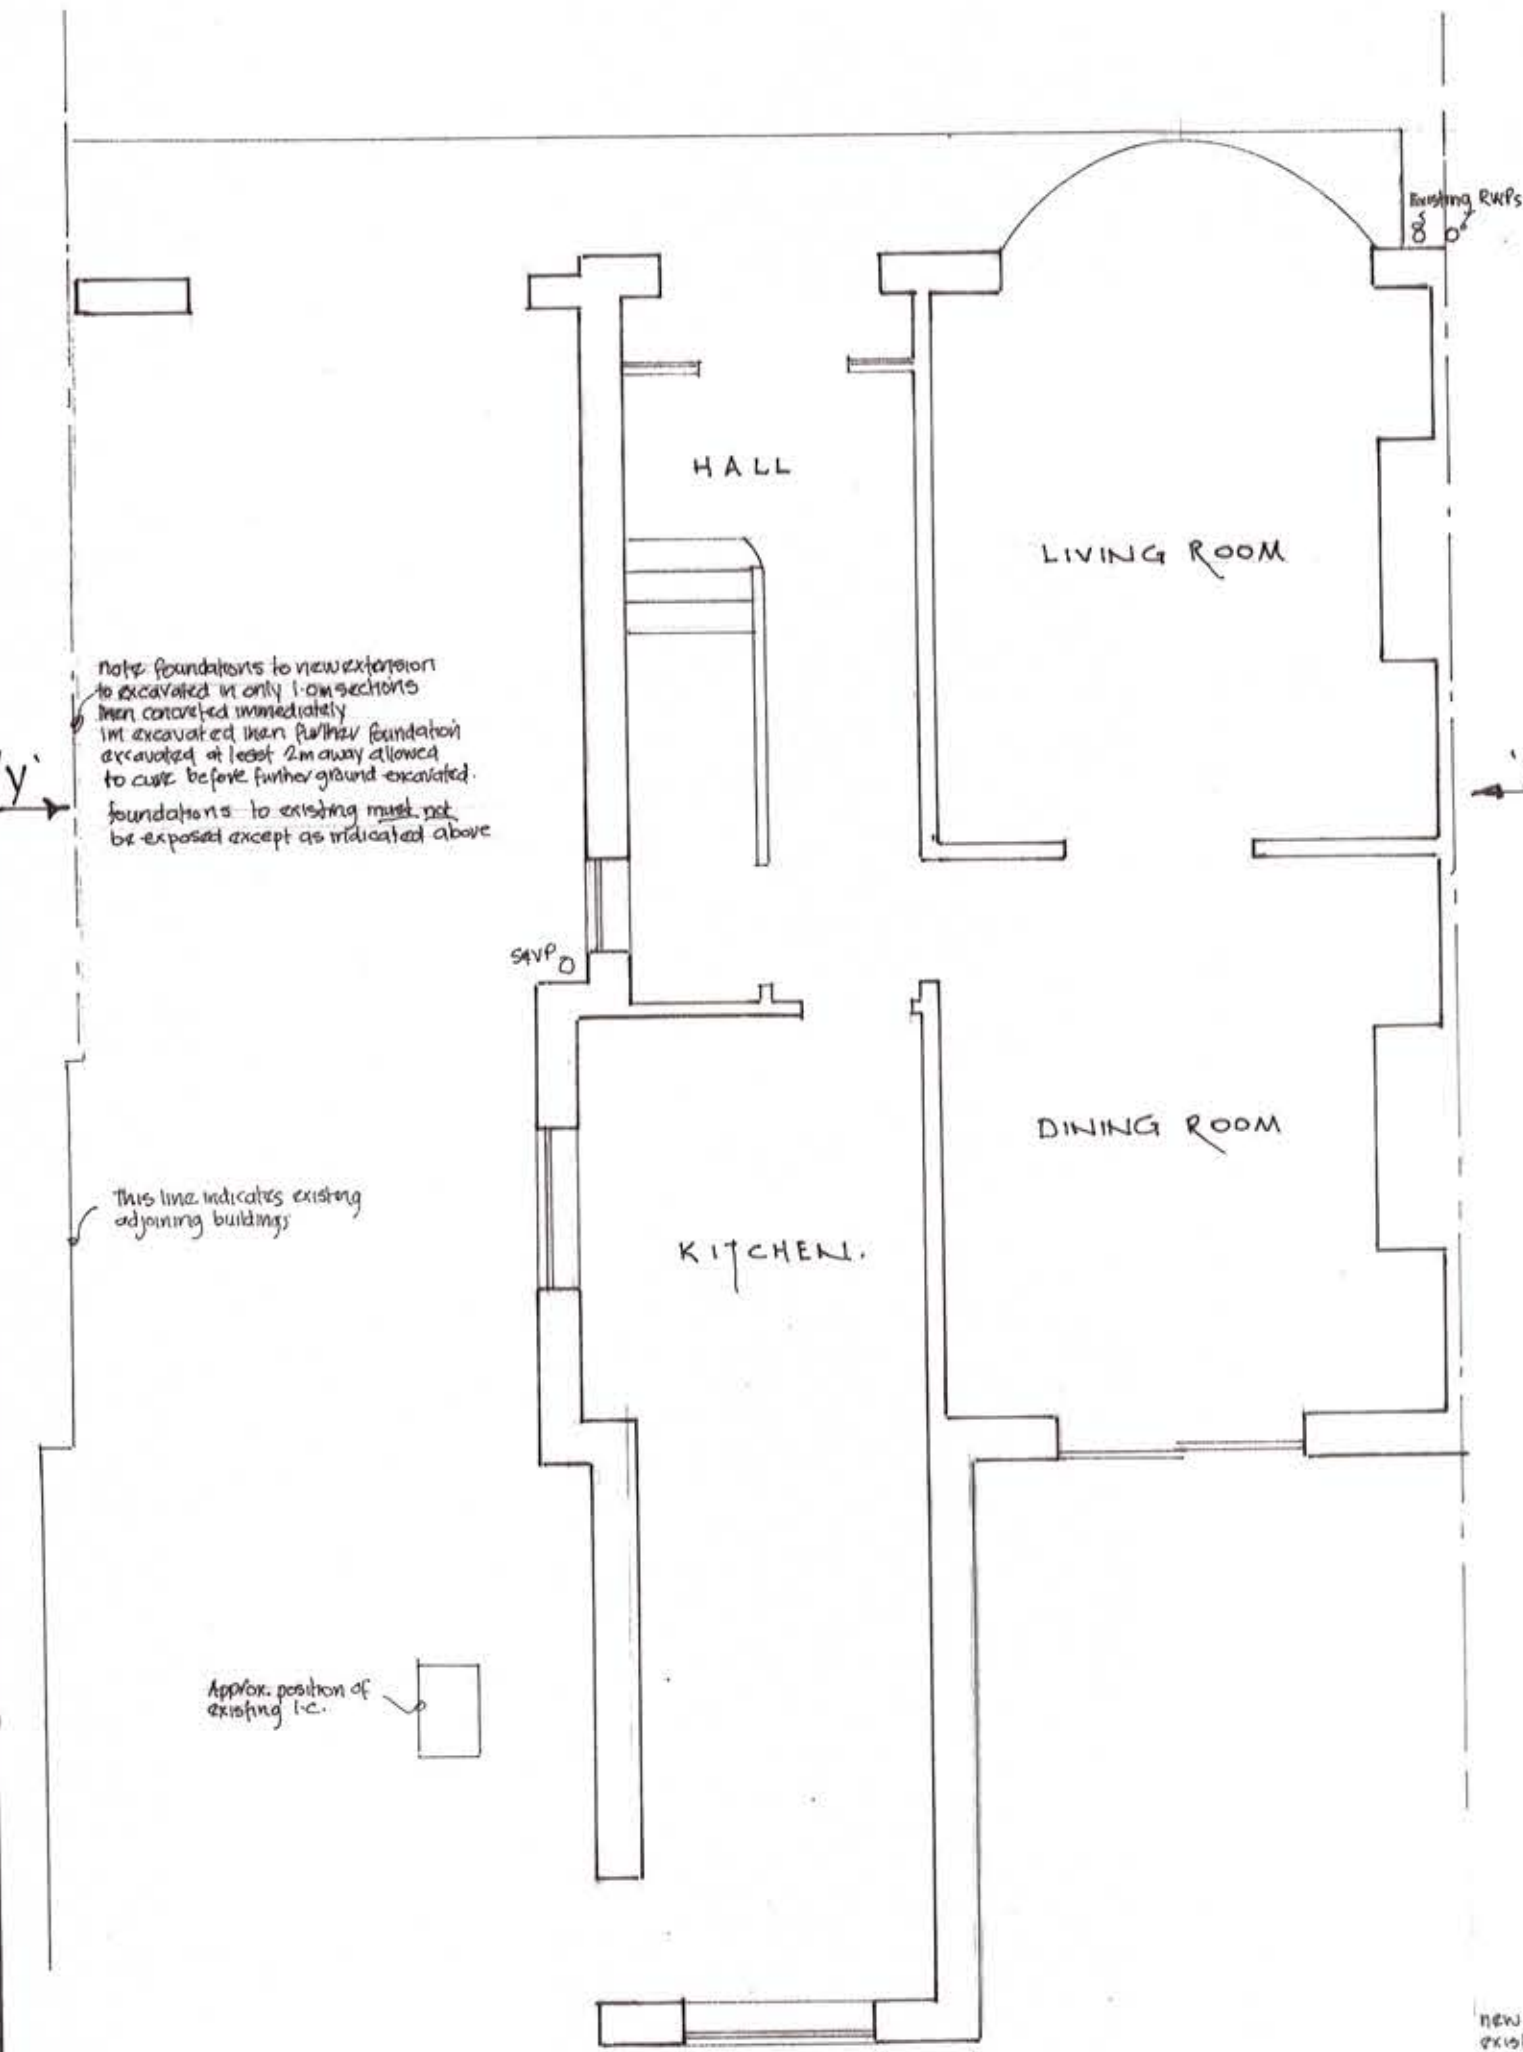 Existing RWPs
HALL
LIVING ROOM
note foundations to new extension
to excavated in only 1.0m sections
then concreted immediately
1m excavated then further foundation
excavated at least 2m away allowed
to cure before further ground excavated.
foundations to existing must not
be exposed except as indicated above
'y'
S&VP
DINING ROOM
This line indicates existing
adjoining buildings
KITCHEN.
Approx. position of
existing I.C.
new